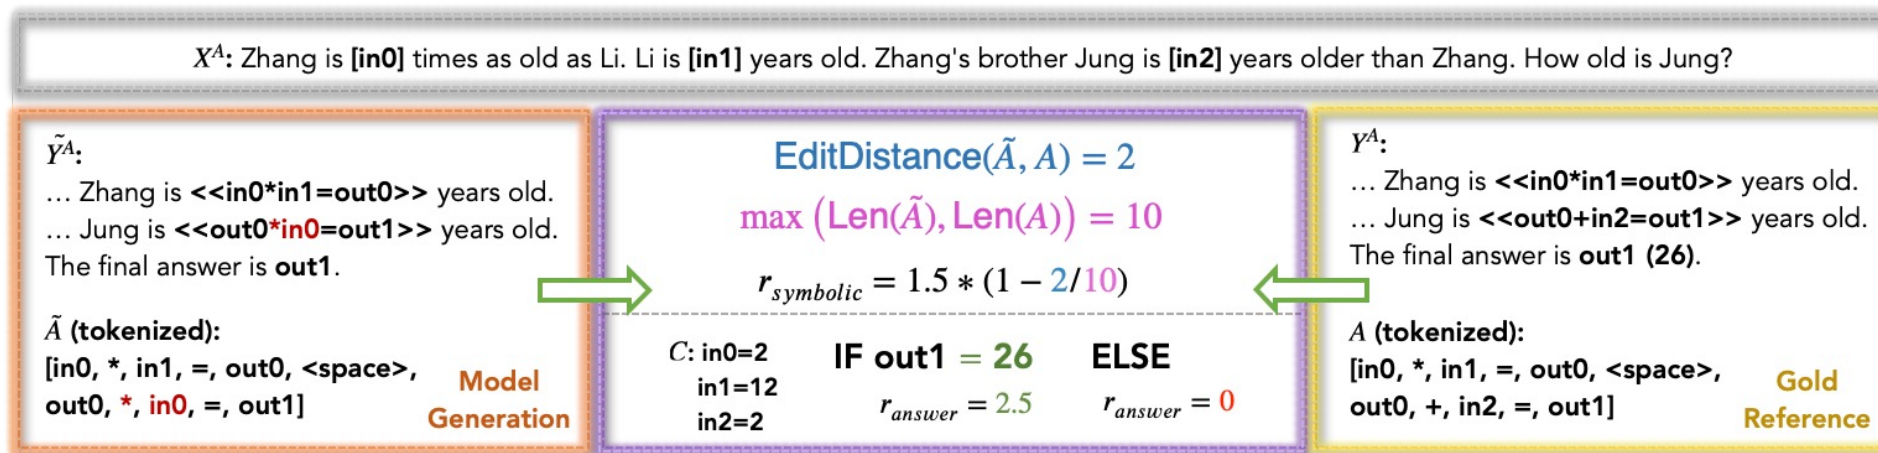 Xᴬ: Zhang is [in0] times as old as Li. Li is [in1] years old. Zhang's brother Jung is [in2] years older than Zhang. How old is Jung?
Ỹᴬ:
... Zhang is <<in0*in1=out0>> years old.
... Jung is <<out0*in0=out1>> years old.
The final answer is out1.
Ã (tokenized):
[in0, *, in1, =, out0, <space>,
out0, *, in0, =, out1]
Model
Generation
EditDistance(Ã, A) = 2
max (Len(Ã), Len(A)) = 10
r_symbolic = 1.5 * (1 − 2/10)
C: in0=2
in1=12
in2=2
IF out1 = 26
r_answer = 2.5
ELSE
r_answer = 0
Yᴬ:
... Zhang is <<in0*in1=out0>> years old.
... Jung is <<out0+in2=out1>> years old.
The final answer is out1 (26).
A (tokenized):
[in0, *, in1, =, out0, <space>,
out0, +, in2, =, out1]
Gold
Reference